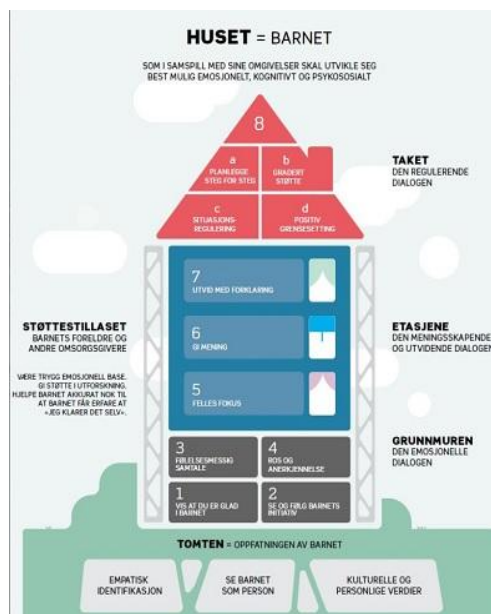 HUSET = BARNET
SOM I SAMSPILL MED SINE OMGIVELSER SKAL UTVIKLE SEG
BEST MULIG EMOSJONELT, KOGNITIVT OG PSYKOSOSIALT
8
a
PLANLEGGE
STEG FOR STEG
b
GRADERT
STØTTE
c
SITUASJONS-
REGULERING
d
POSITIV
GRENSESETTING
TAKET
DEN REGULERENDE
DIALOGEN
7
UTVID MED FORKLARING
6
GI MENING
5
FELLES FOKUS
STØTTESTILLASET
BARNETS FORELDRE OG
ANDRE OMSORGSGIVERE
VÆRE TRYGG EMOSJONELL BASE.
GI STØTTE I UTFORSKNING.
HJELPE BARNET AKKURAT NOK TIL
AT BARNET FÅR ERFARE AT
«JEG KLARER DET SELV».
ETASJENE
DEN MENINGSSKAPENDE
OG UTVIDENDE DIALOGEN
3
FØLELSESMESSIG
SAMTALE
4
ROS OG
ANERKJENNELSE
1
VIS AT DU ER GLAD
I BARNET
2
SE OG FØLG BARNETS
INITIATIV
GRUNNMUREN
DEN EMOSJONELLE
DIALOGEN
TOMTEN = OPPFATNINGEN AV BARNET
EMPATISK
IDENTIFIKASJON
SE BARNET
SOM PERSON
KULTURELLE OG
PERSONLIGE VERDIER